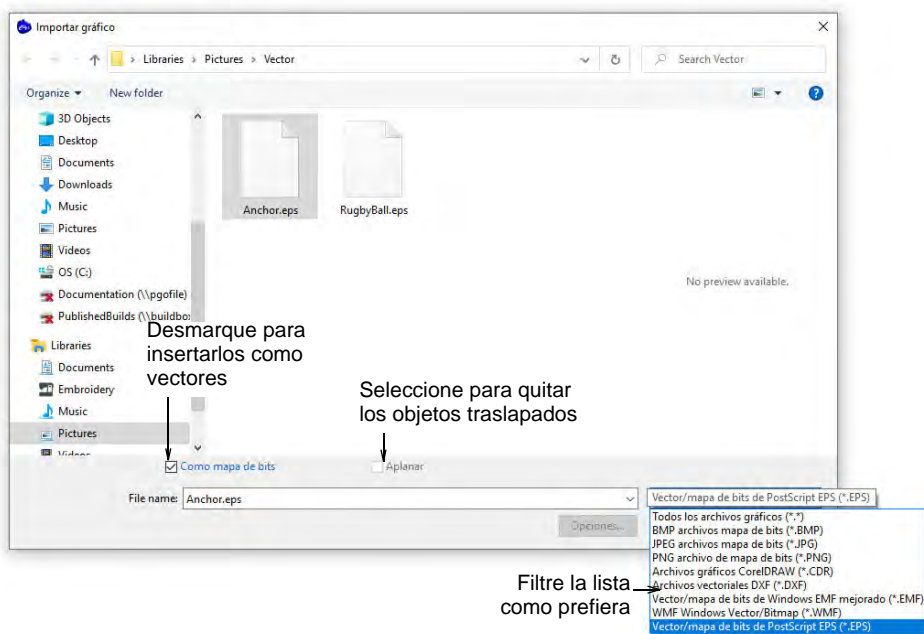 Importar gráfico
Libraries > Pictures > Vector
Search Vector
Organize
New folder
3D Objects
Desktop
Documents
Downloads
Music
Pictures
Videos
OS (C:)
Documentation (\\pgofile)
PublishedBuilds (\\buildbo
Libraries
Documents
Embroidery
Music
Pictures
Videos
Anchor.eps
RugbyBall.eps
No preview available.
Desmarque para
insertarlos como
vectores
Seleccione para quitar
los objetos traslapados
Como mapa de bits
Aplanar
File name:
Anchor.eps
Vector/mapa de bits de PostScript EPS (*.EPS)
Opciones...
Todos los archivos gráficos (*.*)
BMP archivos mapa de bits (*.BMP)
JPEG archivos mapa de bits (*.JPG)
PNG archivo de mapa de bits (*.PNG)
Archivos gráficos CorelDRAW (*.CDR)
Archivos vectoriales DXF (*.DXF)
Vector/mapa de bits de Windows EMF mejorado (*.EMF)
WMF Windows Vector/Bitmap (*.WMF)
Vector/mapa de bits de PostScript EPS (*.EPS)
Filtre la lista
como prefiera